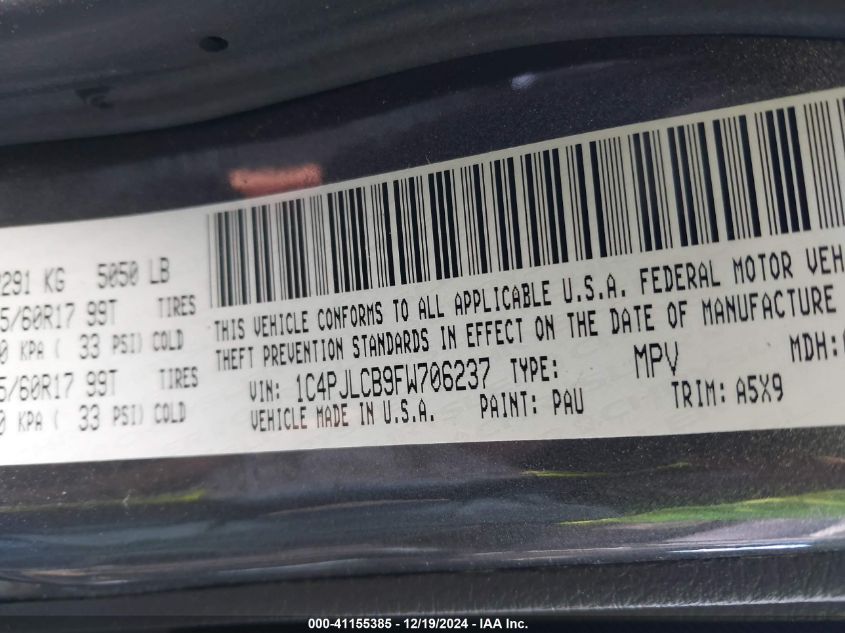 291 KG 5050 LB
5/60R17 99T TIRES
0 KPA ( 33 PSI) COLD
5/60R17 99T TIRES
0 KPA ( 33 PSI) COLD
THIS VEHICLE CONFORMS TO ALL APPLICABLE U.S.A. FEDERAL MOTOR VEH
THEFT PREVENTION STANDARDS IN EFFECT ON THE DATE OF MANUFACTURE
VIN: 1C4PJLCB9FW706237 TYPE: MPV MDH:
VEHICLE MADE IN U.S.A. PAINT: PAU TRIM: A5X9
000-41155385 - 12/19/2024 - IAA Inc.